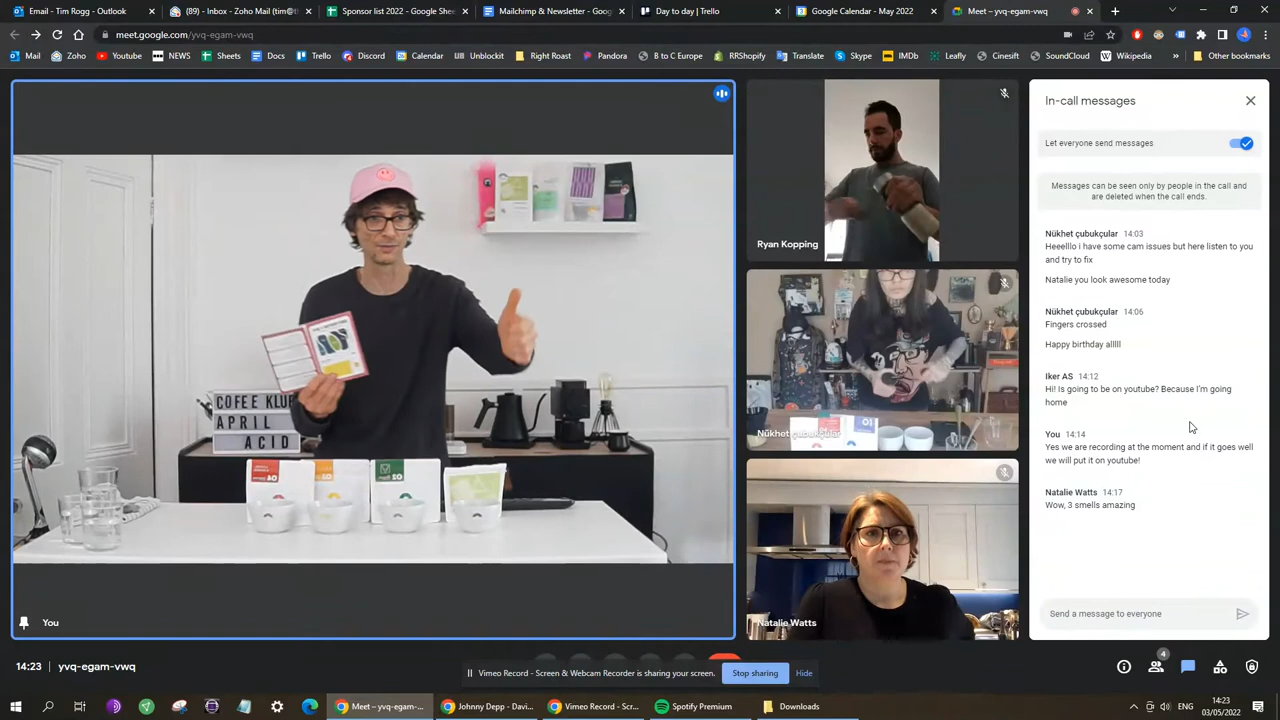 Email - Tim Rogg - Outlook
(89) - Inbox - Zoho Mail (tim@t
Sponsor list 2022 - Google Shee
Mailchimp & Newsletter - Goog
Day to day | Trello
Google Calendar - May 2022
Meet – yvq-egam-vwq
meet.google.com/yvq-egam-vwq
Mail
YouTube
NEWS
Sheets
Docs
Trello
Discord
Calendar
Unblockit
Right Roast
Pandora
B to C Europe
RRShopify
Translate
Skype
IMDb
Leafly
Cinesift
SoundCloud
Wikipedia
Other bookmarks
COFEE KLUB
APRIL
ACID
You
Ryan Kopping
Nükhet çubukçular
Natalie Watts
In-call messages
Let everyone send messages
Messages can be seen only by people in the call and
are deleted when the call ends.
Nükhet çubukçular 14:03
Heeelllo i have some cam issues but here listen to you
and try to fix
Natalie you look awesome today
Nükhet çubukçular 14:06
Fingers crossed
Happy birthday alllll
Iker AS 14:12
Hi! Is going to be on youtube? Because I'm going
home
You 14:14
Yes we are recording at the moment and if it goes well
we will put it on youtube!
Natalie Watts 14:17
Wow, 3 smells amazing
Send a message to everyone
14:23
yvq-egam-vwq
Vimeo Record - Screen & Webcam Recorder is sharing your screen.
Stop sharing
Hide
4
Meet – yvq-egam-...
Johnny Depp - Davi...
Vimeo Record - Scr...
Spotify Premium
Downloads
14:23
03/05/2022